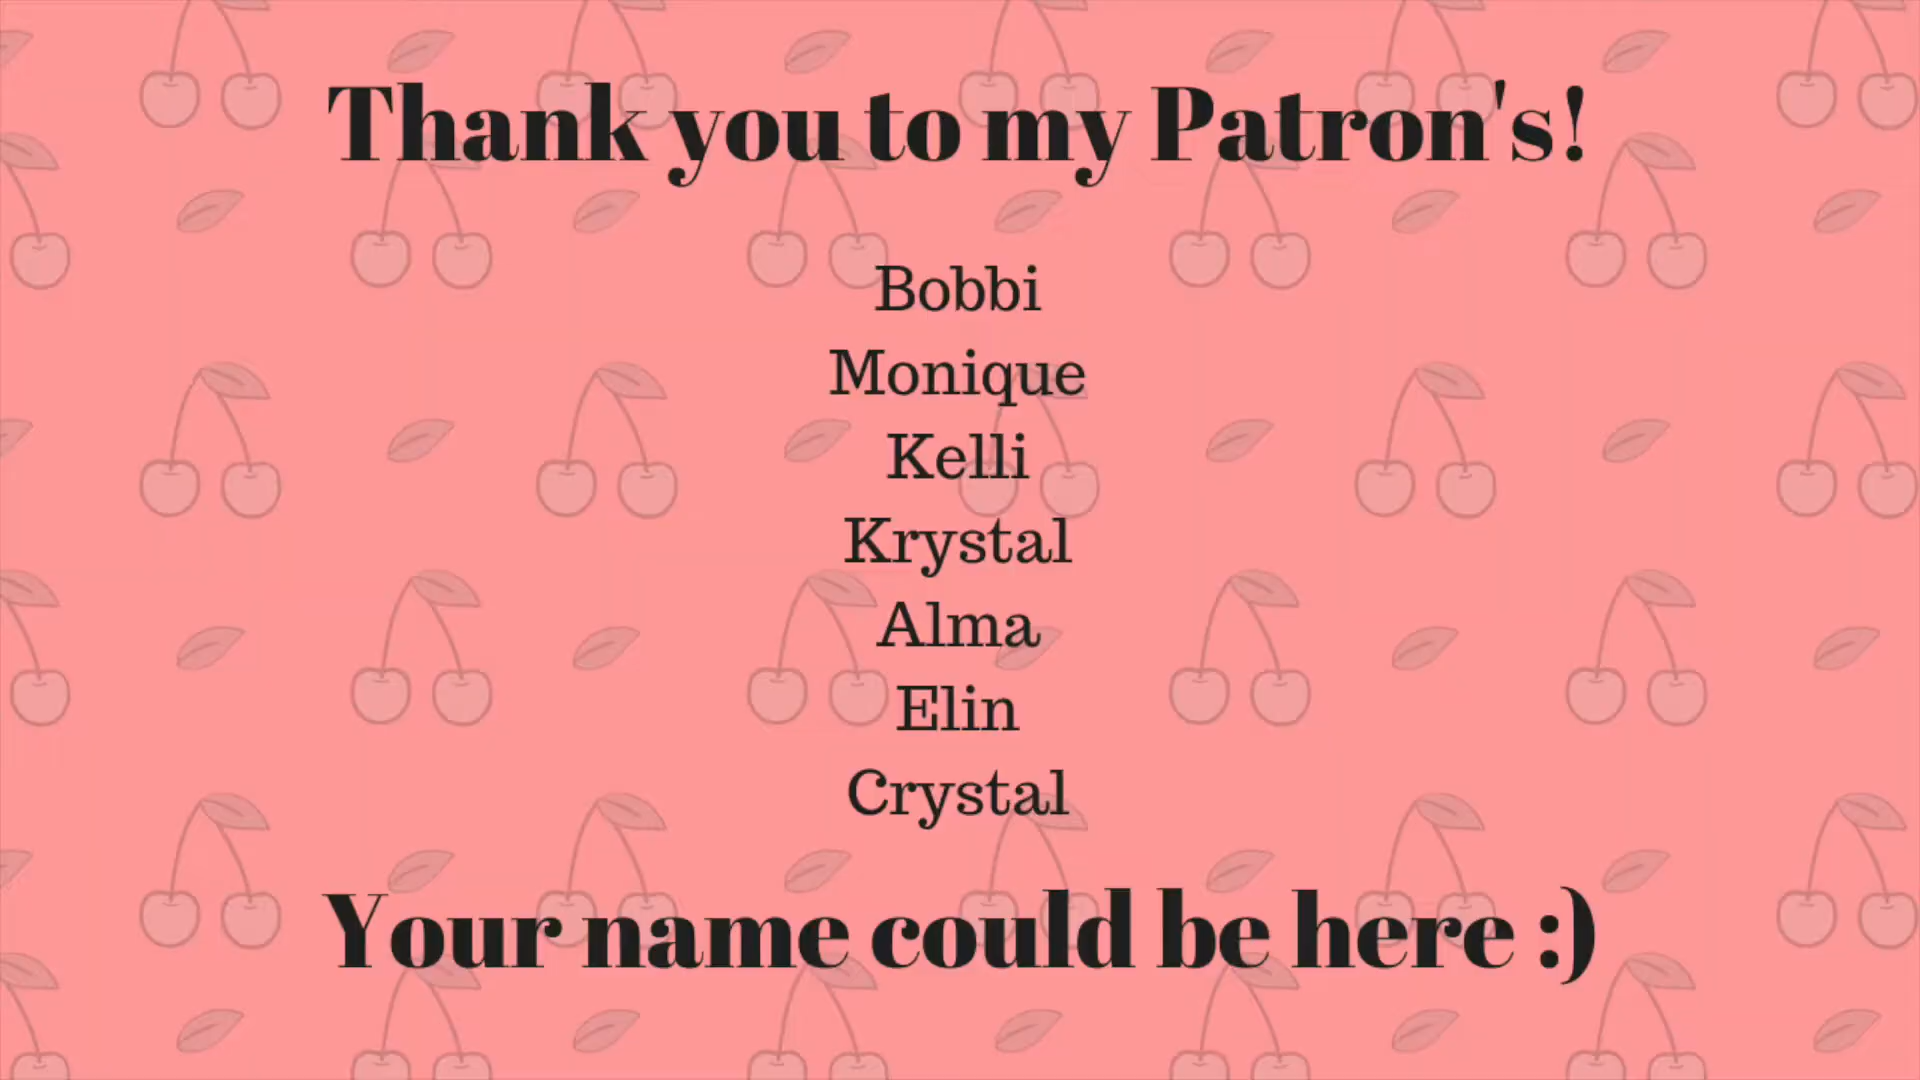 Thank you to my Patron's!
Bobbi
Monique
Kelli
Krystal
Alma
Elin
Crystal
Your name could be here :)